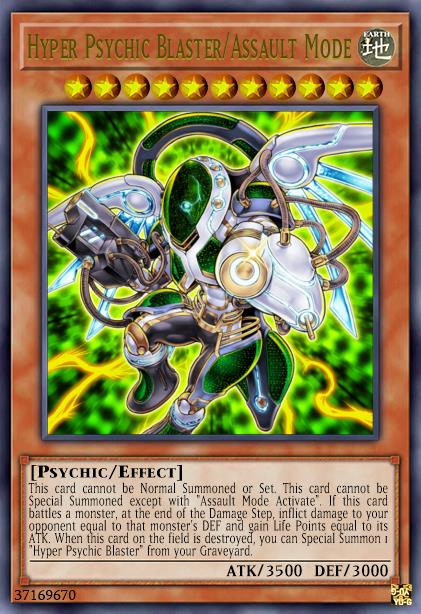 Hyper Psychic Blaster/Assault Mode
EARTH
地
[Psychic/Effect]
This card cannot be Normal Summoned or Set. This card cannot be
Special Summoned except with "Assault Mode Activate". If this card
battles a monster, at the end of the Damage Step, inflict damage to your
opponent equal to that monster's DEF and gain Life Points equal to its
ATK. When this card on the field is destroyed, you can Special Summon 1
"Hyper Psychic Blaster" from your Graveyard.
ATK/3500 DEF/3000
37169670